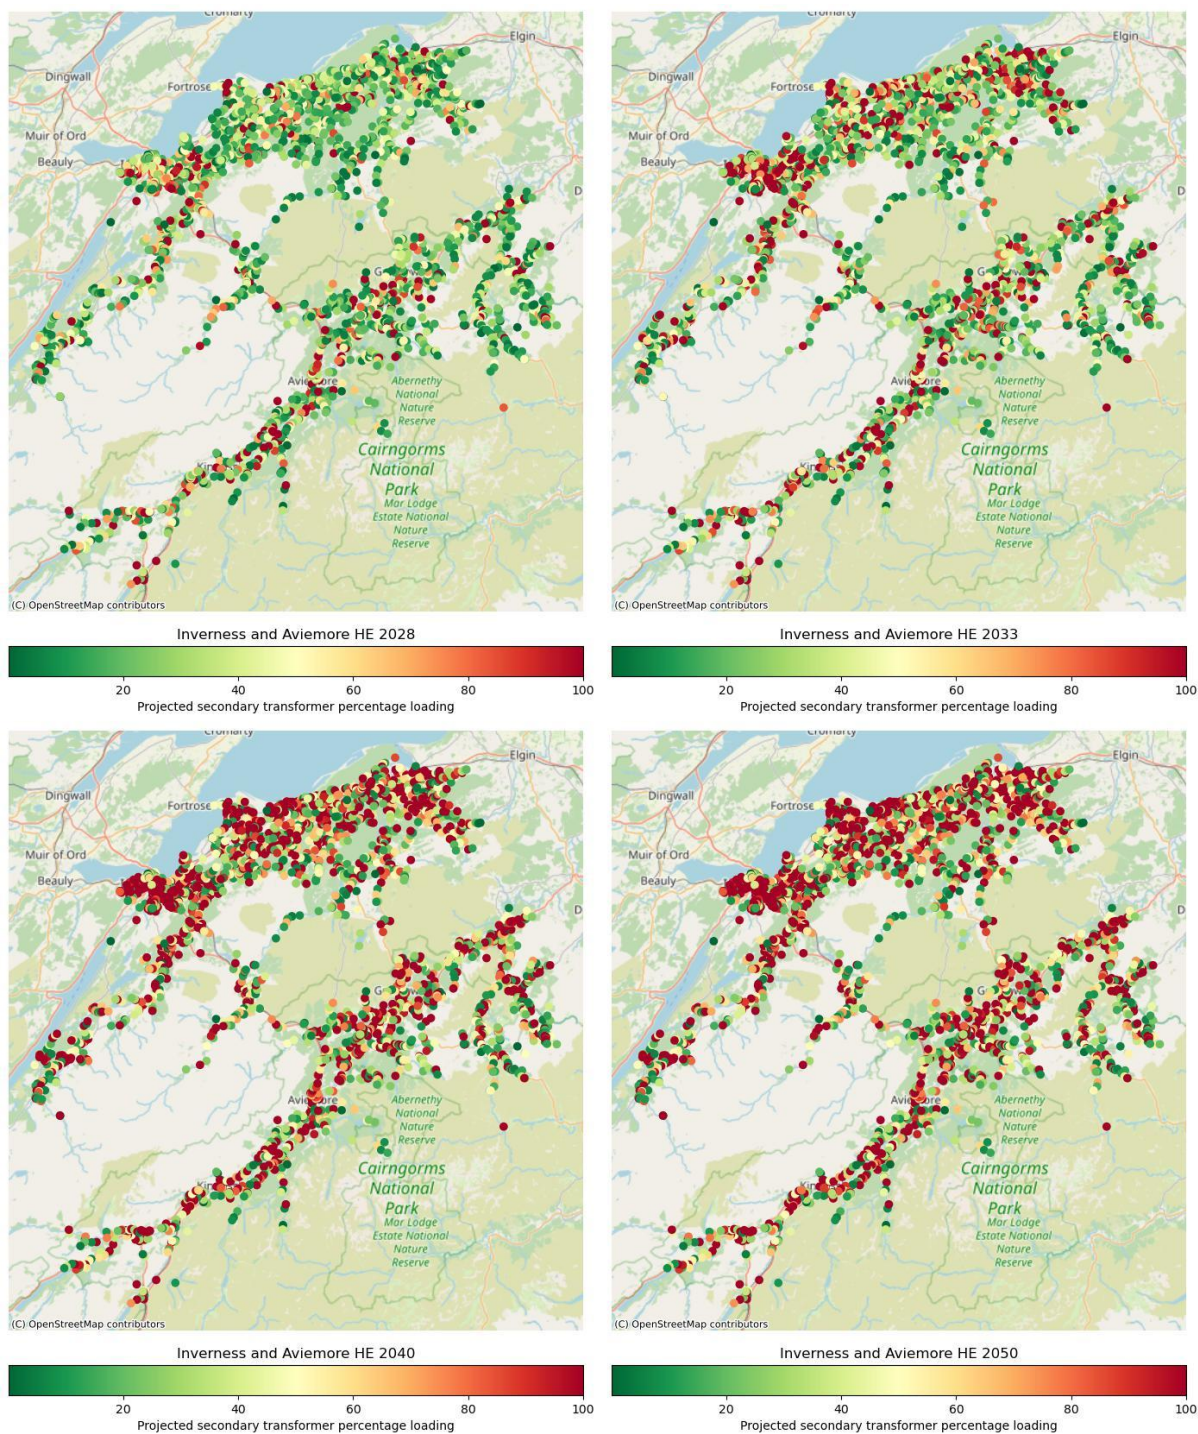 Cromarty
Elgin
Dingwall
Fortrose
Muir of Ord
Beauly
D
G
Aviemore
Abernethy
National
Nature
Reserve
Cairngorms
National
Park
Mar Lodge
Estate National
Nature
Reserve
(C) OpenStreetMap contributors
Inverness and Aviemore HE 2028
20 40 60 80 100
Projected secondary transformer percentage loading
Cromarty
Elgin
Dingwall
Fortrose
Muir of Ord
Beauly
D
G
Aviemore
Abernethy
National
Nature
Reserve
Cairngorms
National
Park
Mar Lodge
Estate National
Nature
Reserve
(C) OpenStreetMap contributors
Inverness and Aviemore HE 2033
20 40 60 80 100
Projected secondary transformer percentage loading
Cromarty
Elgin
Dingwall
Fortrose
Muir of Ord
Beauly
D
G
Aviemore
Abernethy
National
Nature
Reserve
Cairngorms
National
Park
Mar Lodge
Estate National
Nature
Reserve
(C) OpenStreetMap contributors
Inverness and Aviemore HE 2040
20 40 60 80 100
Projected secondary transformer percentage loading
Cromarty
Elgin
Dingwall
Fortrose
Muir of Ord
Beauly
D
G
Aviemore
Abernethy
National
Nature
Reserve
Cairngorms
National
Park
Mar Lodge
Estate National
Nature
Reserve
(C) OpenStreetMap contributors
Inverness and Aviemore HE 2050
20 40 60 80 100
Projected secondary transformer percentage loading